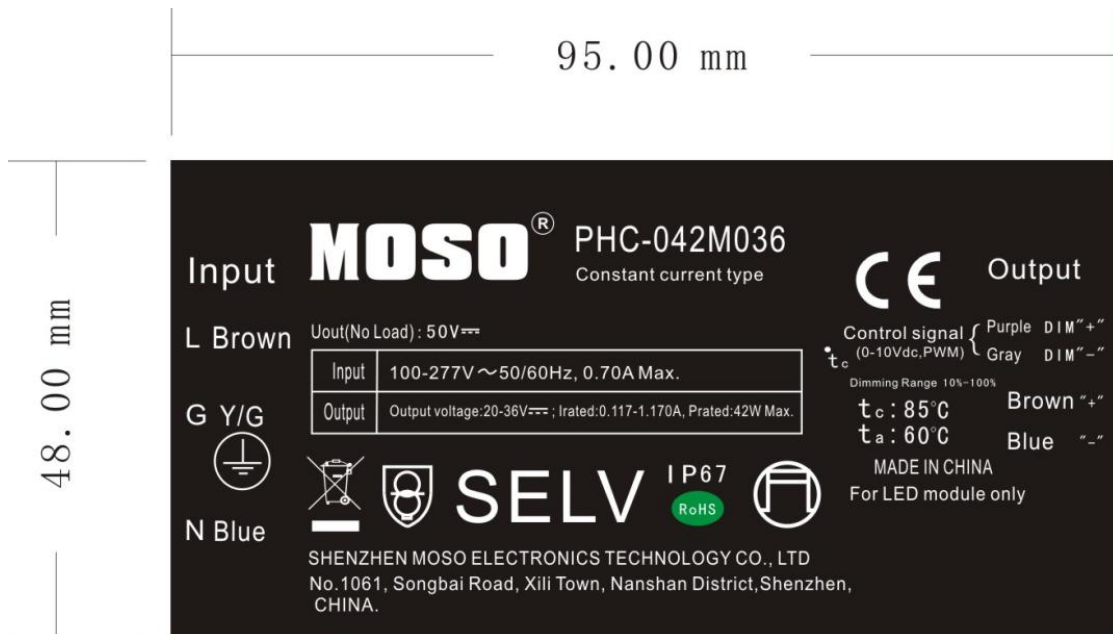 95.00 mm
48.00 mm
Input
MOSO®
PHC-042M036
Constant current type
CE
Output
L Brown
Uout(No Load) : 50V⎓
Input 100-277V～50/60Hz, 0.70A Max.
Output Output voltage:20-36V⎓ ; Irated:0.117-1.170A, Prated:42W Max.
G Y/G
N Blue
SELV
IP67
RoHS
Control signal
(0-10Vdc,PWM)
Purple DIM"+"
Gray DIM"-"
tc
Dimming Range 10%-100%
tc : 85℃
ta : 60℃
Brown "+"
Blue "-"
MADE IN CHINA
For LED module only
SHENZHEN MOSO ELECTRONICS TECHNOLOGY CO., LTD
No.1061, Songbai Road, Xili Town, Nanshan District,Shenzhen,
CHINA.